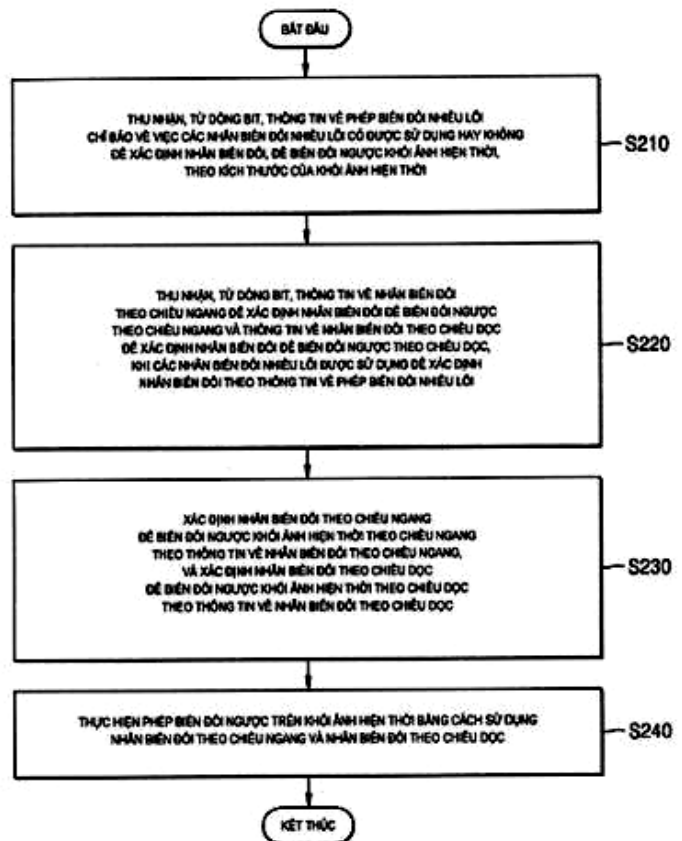 BẮT ĐẦU
THU NHẬN, TỪ DÒNG BIT, THÔNG TIN VỀ PHÉP BIẾN ĐỔI NHIỀU LÕI
CHỈ BÁO VỀ VIỆC CÁC NHÂN BIẾN ĐỔI NHIỀU LÕI CÓ ĐƯỢC SỬ DỤNG HAY KHÔNG
ĐỂ XÁC ĐỊNH NHÂN BIẾN ĐỔI, ĐỂ BIẾN ĐỔI NGƯỢC KHỐI ẢNH HIỆN THỜI,
THEO KÍCH THƯỚC CỦA KHỐI ẢNH HIỆN THỜI
S210
THU NHẬN, TỪ DÒNG BIT, THÔNG TIN VỀ NHÂN BIẾN ĐỔI
THEO CHIỀU NGANG ĐỂ XÁC ĐỊNH NHÂN BIẾN ĐỔI ĐỂ BIẾN ĐỔI NGƯỢC
THEO CHIỀU NGANG VÀ THÔNG TIN VỀ NHÂN BIẾN ĐỔI THEO CHIỀU DỌC
ĐỂ XÁC ĐỊNH NHÂN BIẾN ĐỔI ĐỂ BIẾN ĐỔI NGƯỢC THEO CHIỀU DỌC,
KHI CÁC NHÂN BIẾN ĐỔI NHIỀU LÕI ĐƯỢC SỬ DỤNG ĐỂ XÁC ĐỊNH
NHÂN BIẾN ĐỔI THEO THÔNG TIN VỀ PHÉP BIẾN ĐỔI NHIỀU LÕI
S220
XÁC ĐỊNH NHÂN BIẾN ĐỔI THEO CHIỀU NGANG
ĐỂ BIẾN ĐỔI NGƯỢC KHỐI ẢNH HIỆN THỜI THEO CHIỀU NGANG
THEO THÔNG TIN VỀ NHÂN BIẾN ĐỔI THEO CHIỀU NGANG,
VÀ XÁC ĐỊNH NHÂN BIẾN ĐỔI THEO CHIỀU DỌC
ĐỂ BIẾN ĐỔI NGƯỢC KHỐI ẢNH HIỆN THỜI THEO CHIỀU DỌC
THEO THÔNG TIN VỀ NHÂN BIẾN ĐỔI THEO CHIỀU DỌC
S230
THỰC HIỆN PHÉP BIẾN ĐỔI NGƯỢC TRÊN KHỐI ẢNH HIỆN THỜI BẰNG CÁCH SỬ DỤNG
NHÂN BIẾN ĐỔI THEO CHIỀU NGANG VÀ NHÂN BIẾN ĐỔI THEO CHIỀU DỌC
S240
KẾT THÚC